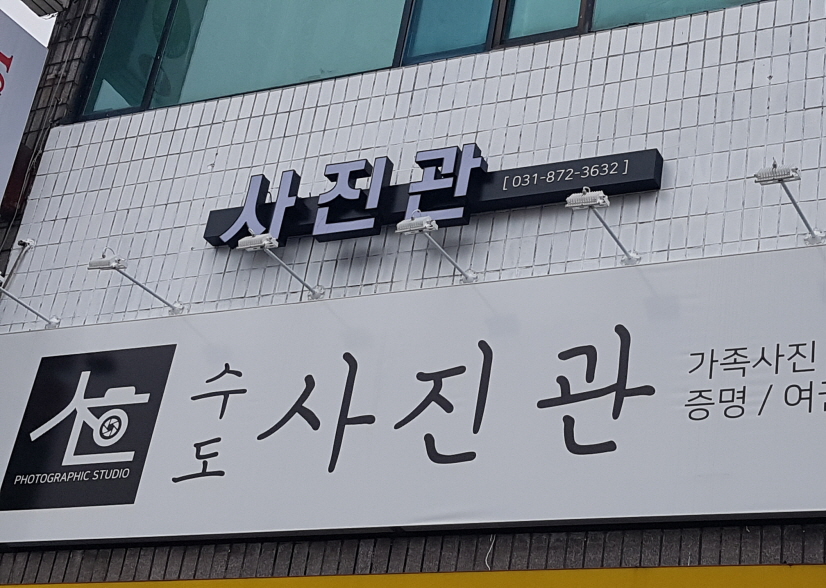 사진관 [ 031-872-3632 ]
PHOTOGRAPHIC STUDIO
수도 사진관
가족사진
증명 /